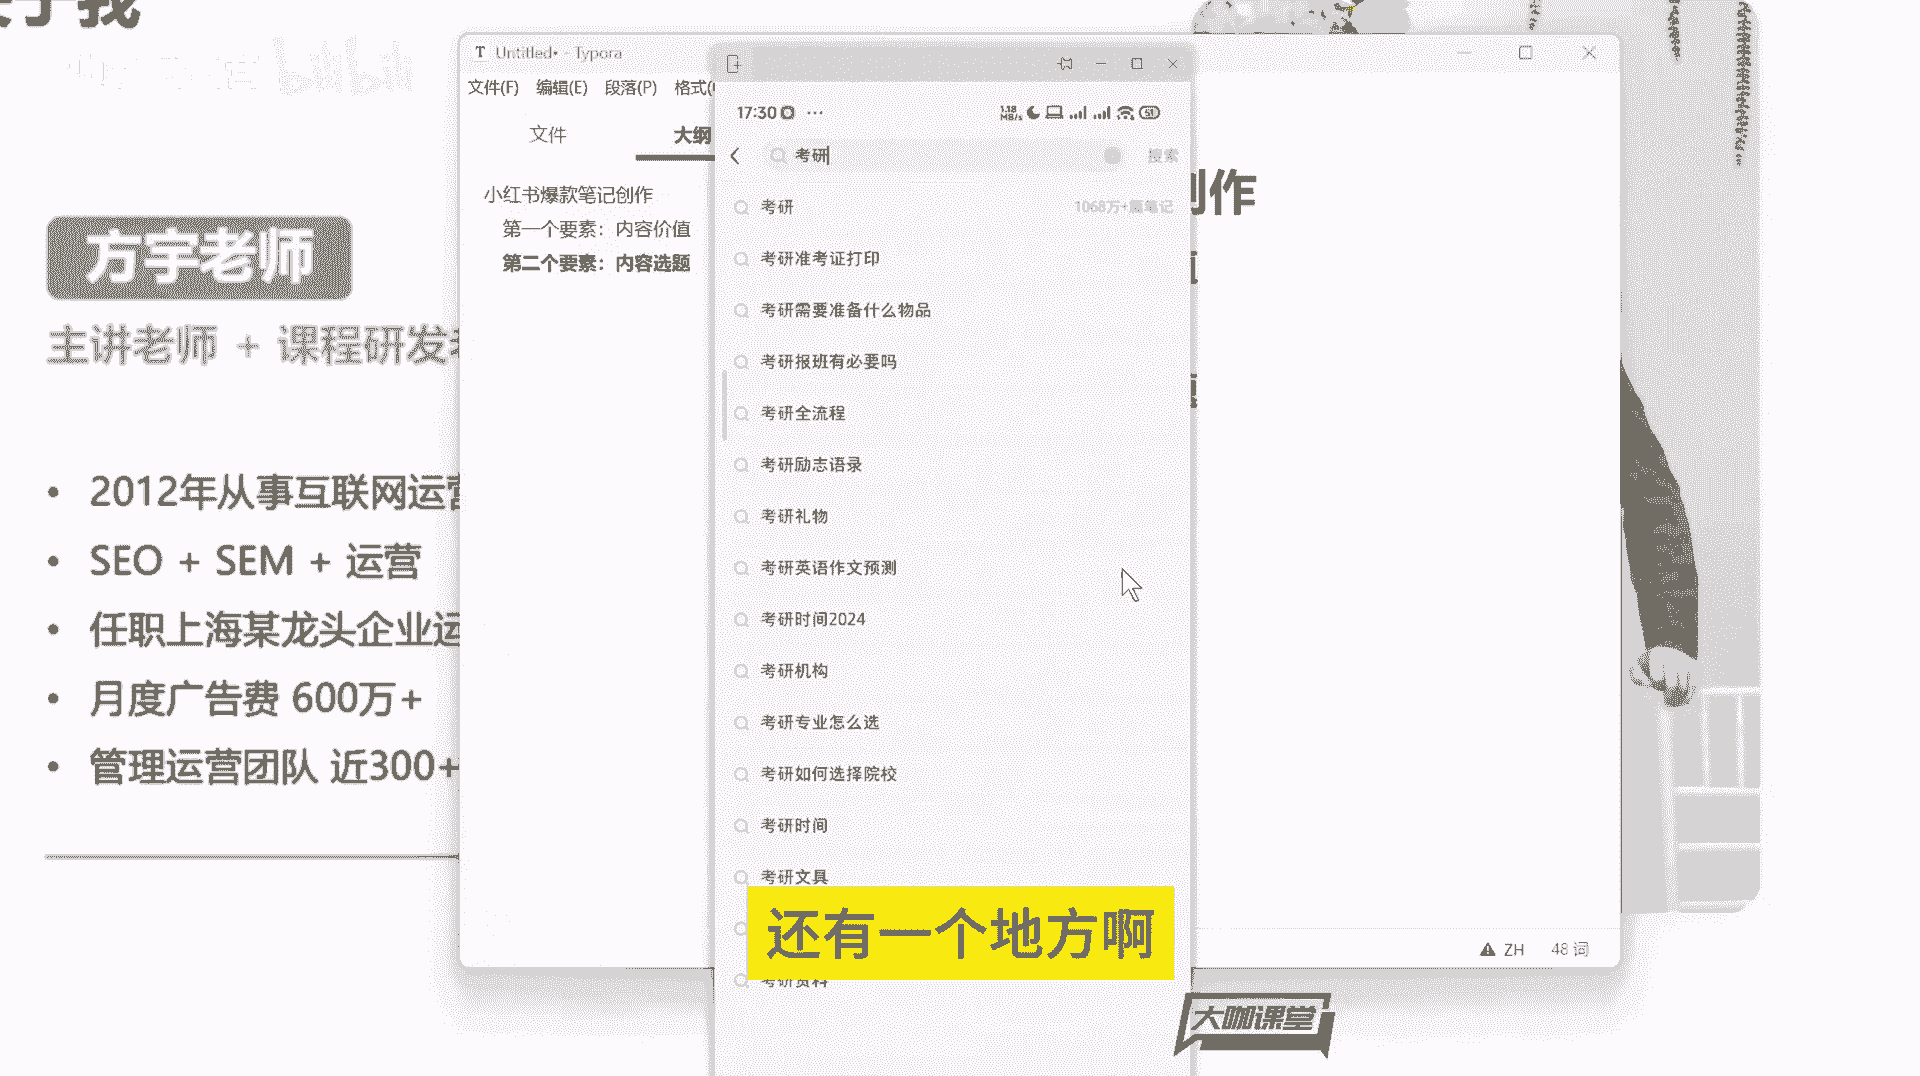 我
bilibili
方宇老师
主讲老师 + 课程研发
• 2012年从事互联网运营
• SEO + SEM + 运营
• 任职上海某龙头企业运
• 月度广告费 600万+
• 管理运营团队 近300+
Untitled• - Typora
文件(F) 编辑(E) 段落(P) 格式(
文件 大纲
小红书爆款笔记创作
第一个要素：内容价值
第二个要素：内容选题
17:30 ···
1.18 MB/s 51
考研 搜索
考研 1068万+篇笔记
考研准考证打印
考研需要准备什么物品
考研报班有必要吗
考研全流程
考研励志语录
考研礼物
考研英语作文预测
考研时间2024
考研机构
考研专业怎么选
考研如何选择院校
考研时间
考研文具
考研资料
创作
还有一个地方啊
ZH 48 词
大咖课堂